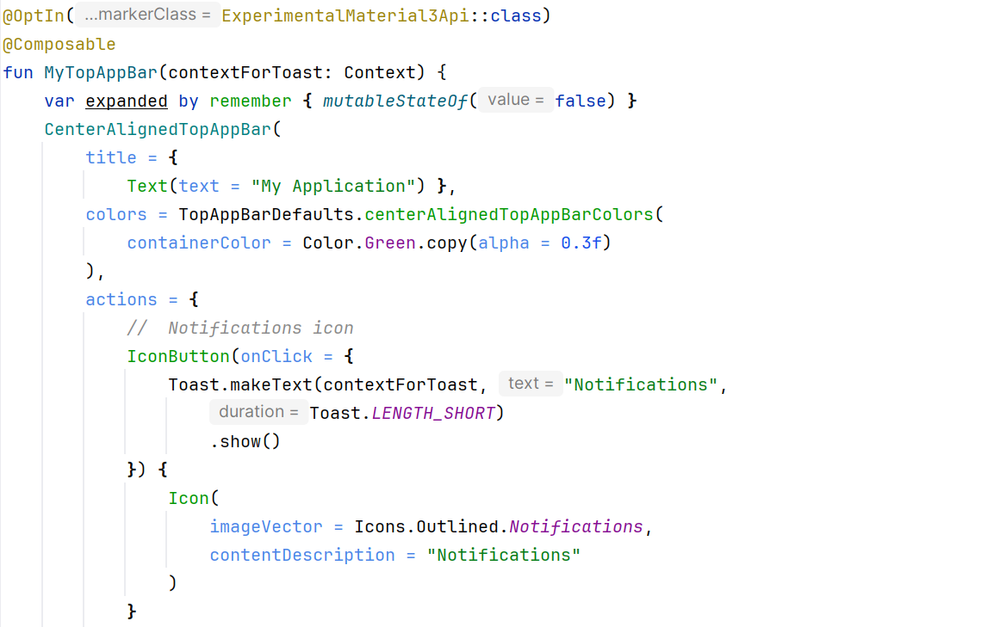 @OptIn( ...markerClass = ExperimentalMaterial3Api::class)
@Composable
fun MyTopAppBar(contextForToast: Context) {
    var expanded by remember { mutableStateOf( value = false) }
    CenterAlignedTopAppBar(
        title = {
            Text(text = "My Application") },
        colors = TopAppBarDefaults.centerAlignedTopAppBarColors(
            containerColor = Color.Green.copy(alpha = 0.3f)
        ),
        actions = {
            //  Notifications icon
            IconButton(onClick = {
                Toast.makeText(contextForToast, text = "Notifications",
                    duration = Toast.LENGTH_SHORT)
                    .show()
            }) {
                Icon(
                    imageVector = Icons.Outlined.Notifications,
                    contentDescription = "Notifications"
                )
            }